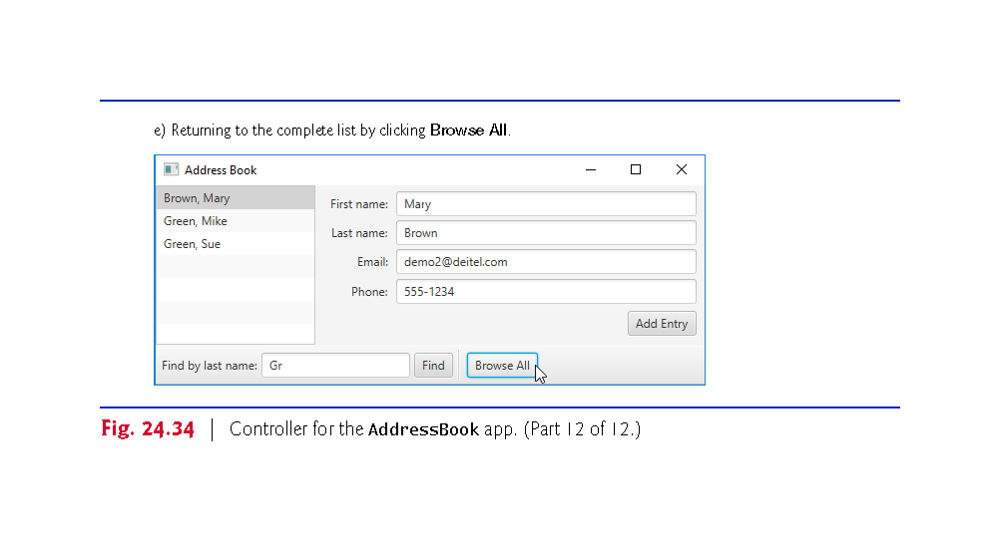 e) Returning to the complete list by clicking Browse All.
Address Book
Brown, Mary
Green, Mike
Green, Sue
First name: Mary
Last name: Brown
Email: demo2@deitel.com
Phone: 555-1234
Add Entry
Find by last name: Gr Find Browse All
Fig. 24.34 | Controller for the AddressBook app. (Part 12 of 12.)